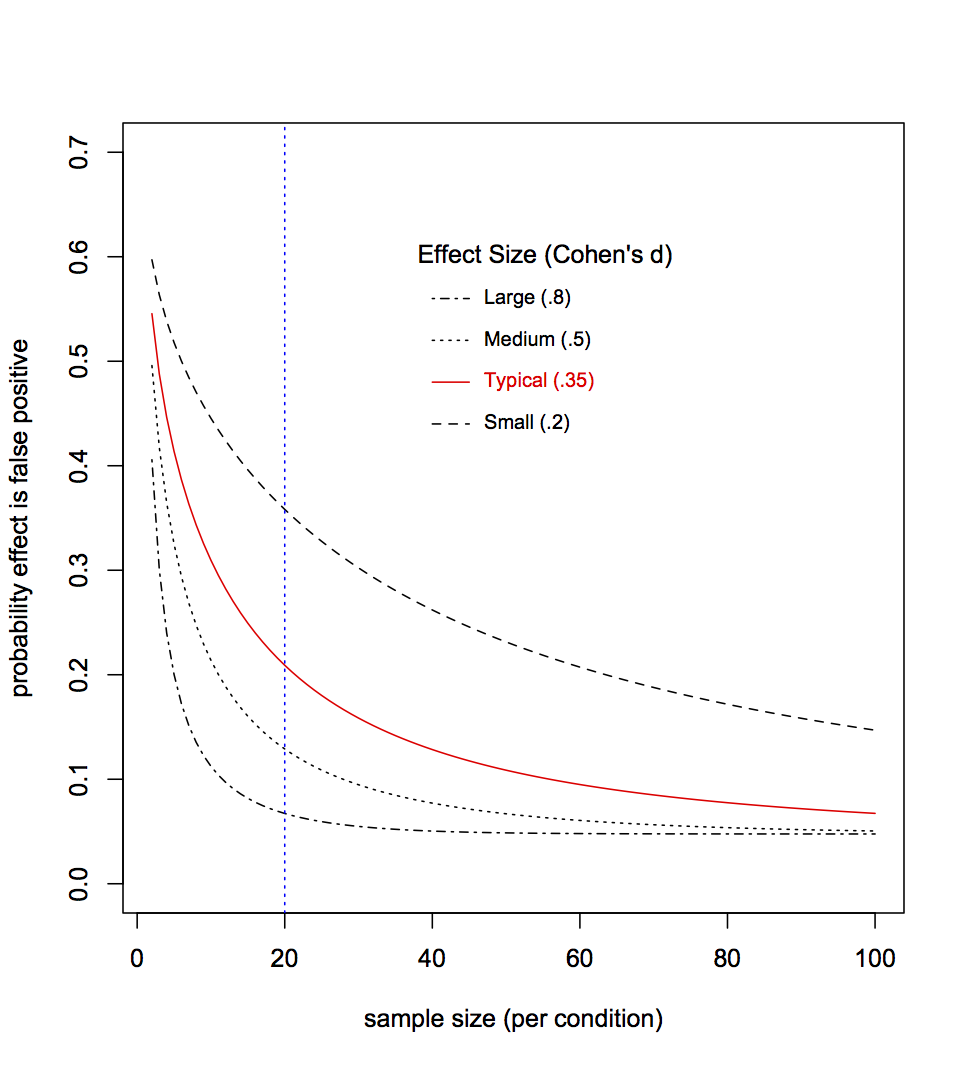 0.7
0.6
0.5
0.4
0.3
0.2
0.1
0.0
probability effect is false positive
Effect Size (Cohen's d)
Large (.8)
Medium (.5)
Typical (.35)
Small (.2)
0 20 40 60 80 100
sample size (per condition)